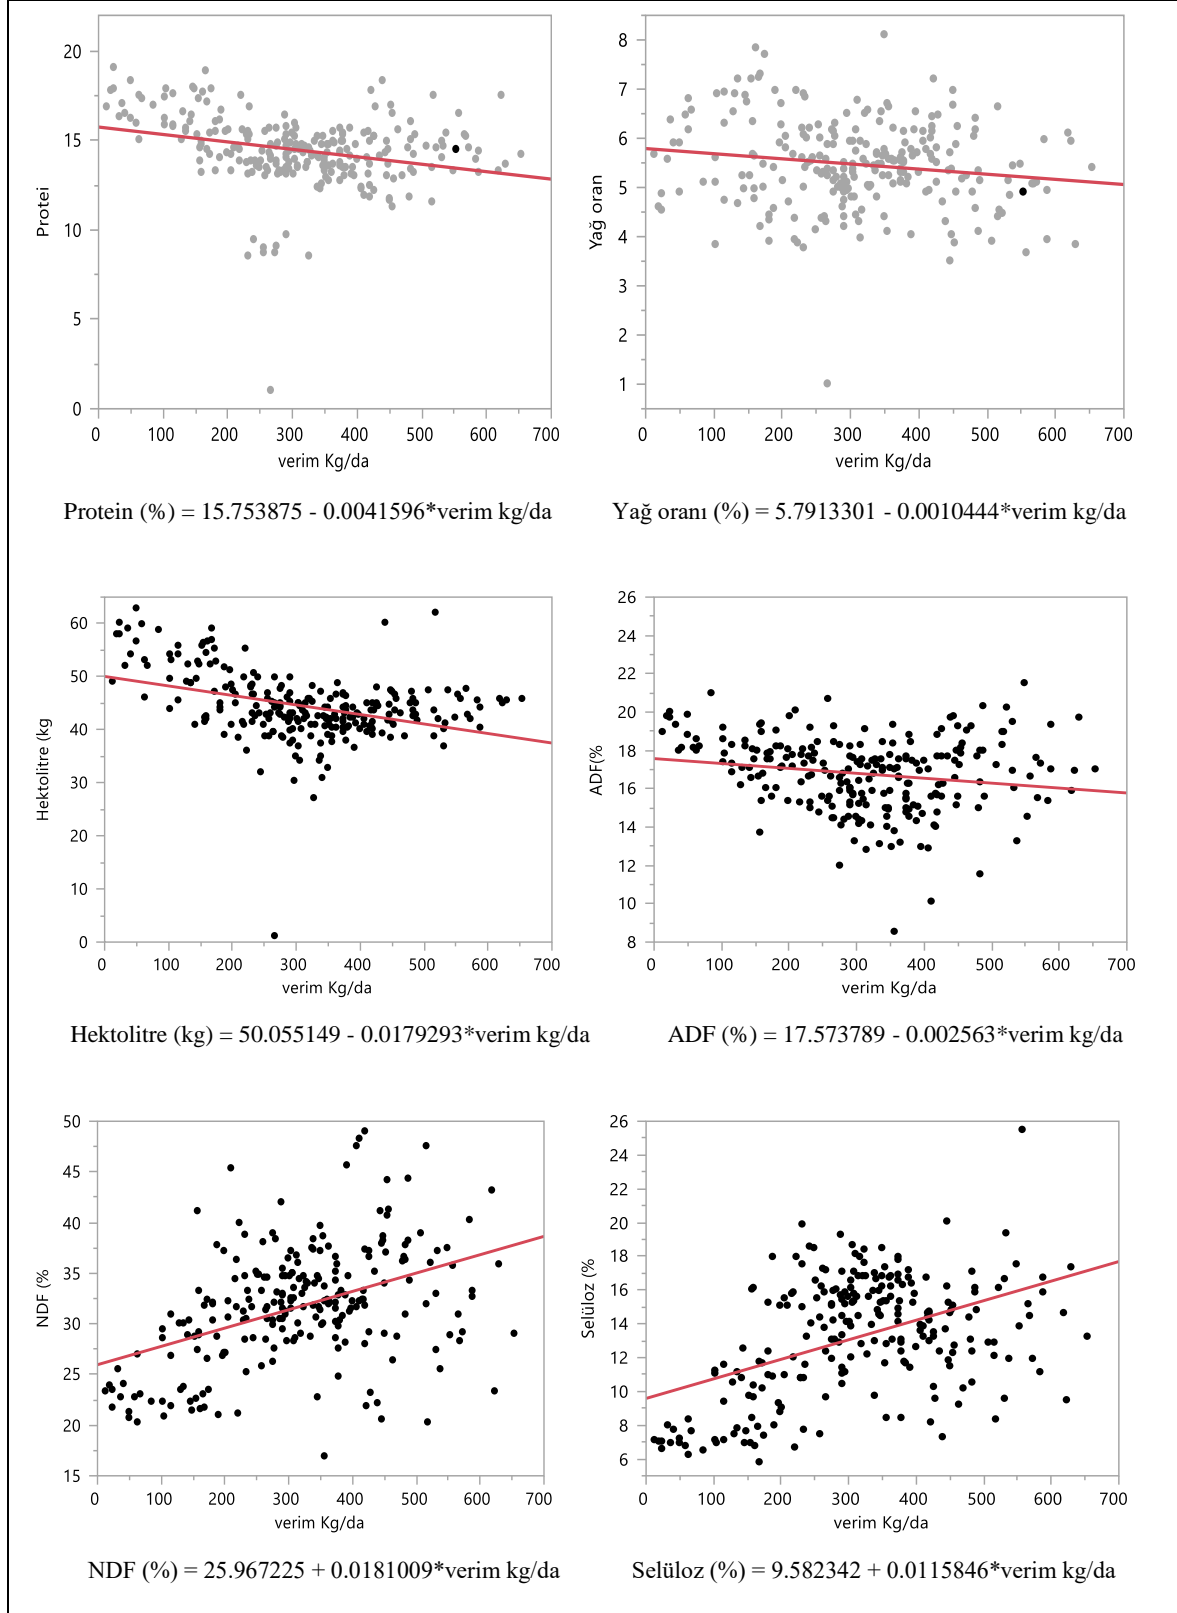 20
15
10
5
0
Protei
0 100 200 300 400 500 600 700
verim Kg/da
8
7
6
5
4
3
2
1
Yağ oran
0 100 200 300 400 500 600 700
verim Kg/da
Protein (%) = 15.753875 - 0.0041596*verim kg/da
Yağ oranı (%) = 5.7913301 - 0.0010444*verim kg/da
60
50
40
30
20
10
0
Hektolitre (kg
0 100 200 300 400 500 600 700
verim Kg/da
26
24
22
20
18
16
14
12
10
8
ADF(%
0 100 200 300 400 500 600 700
verim Kg/da
Hektolitre (kg) = 50.055149 - 0.0179293*verim kg/da
ADF (%) = 17.573789 - 0.002563*verim kg/da
50
45
40
35
30
25
20
15
NDF (%
0 100 200 300 400 500 600 700
verim Kg/da
26
24
22
20
18
16
14
12
10
8
6
Selüloz (%
0 100 200 300 400 500 600 700
verim Kg/da
NDF (%) = 25.967225 + 0.0181009*verim kg/da
Selüloz (%) = 9.582342 + 0.0115846*verim kg/da